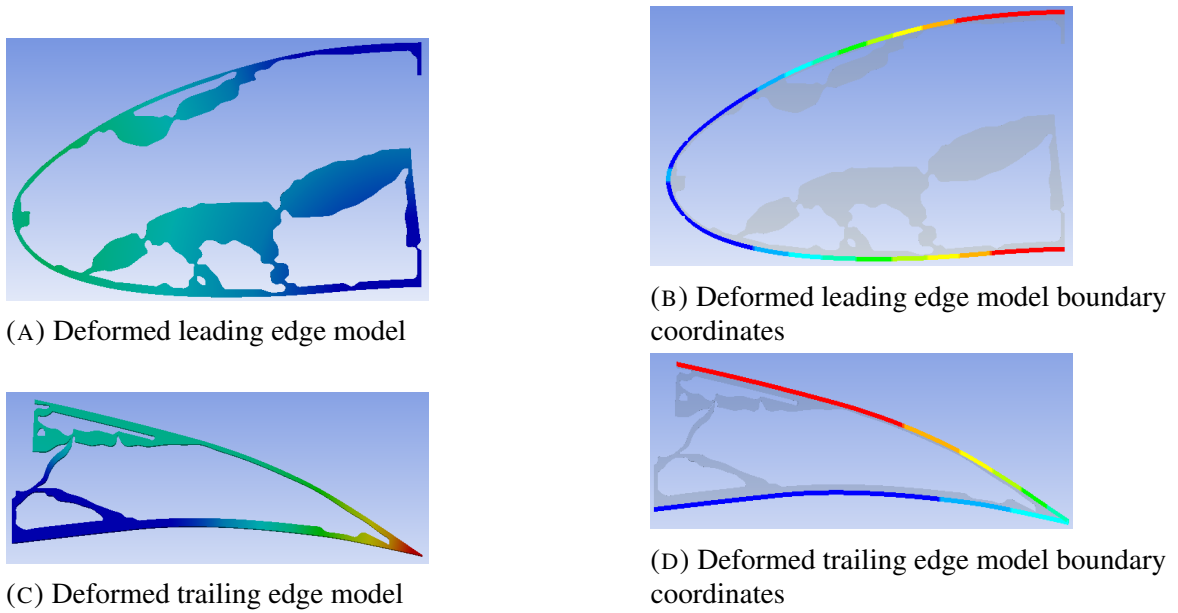 (A) Deformed leading edge model
(B) Deformed leading edge model boundary
coordinates
(C) Deformed trailing edge model
(D) Deformed trailing edge model boundary
coordinates